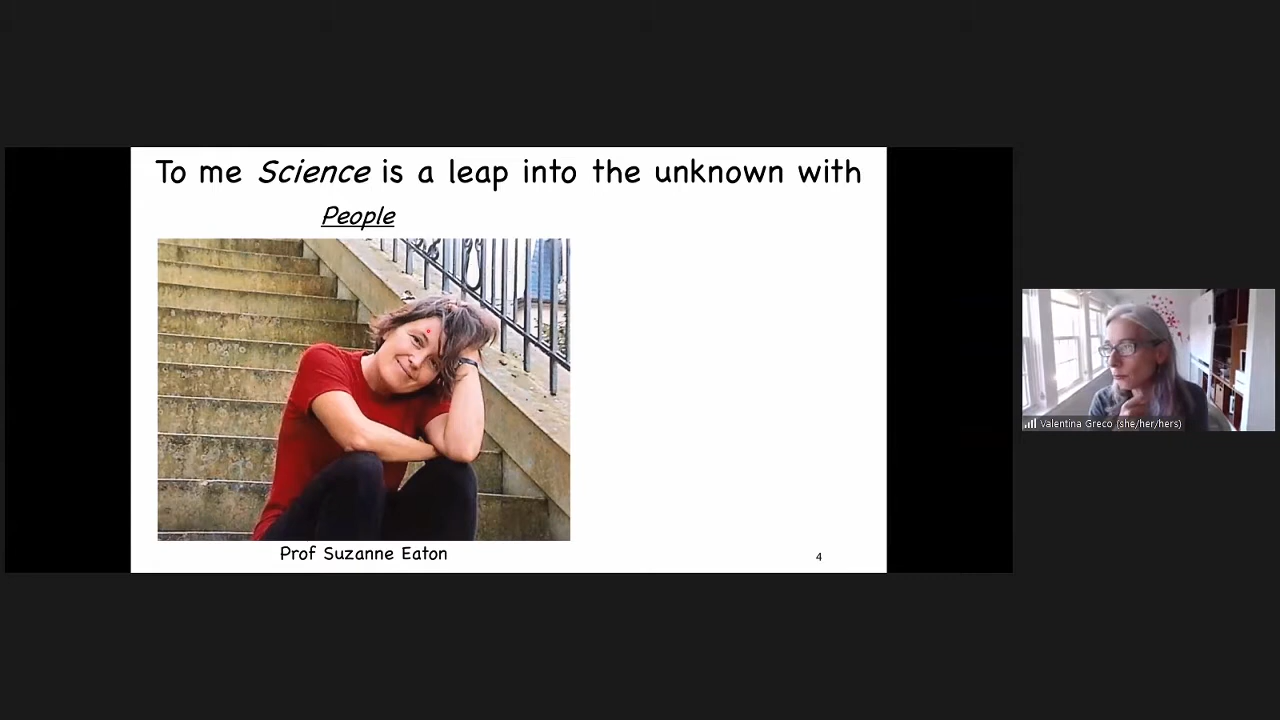 To me Science is a leap into the unknown with
People
Prof Suzanne Eaton
4
Valentina Greco (she/her/hers)